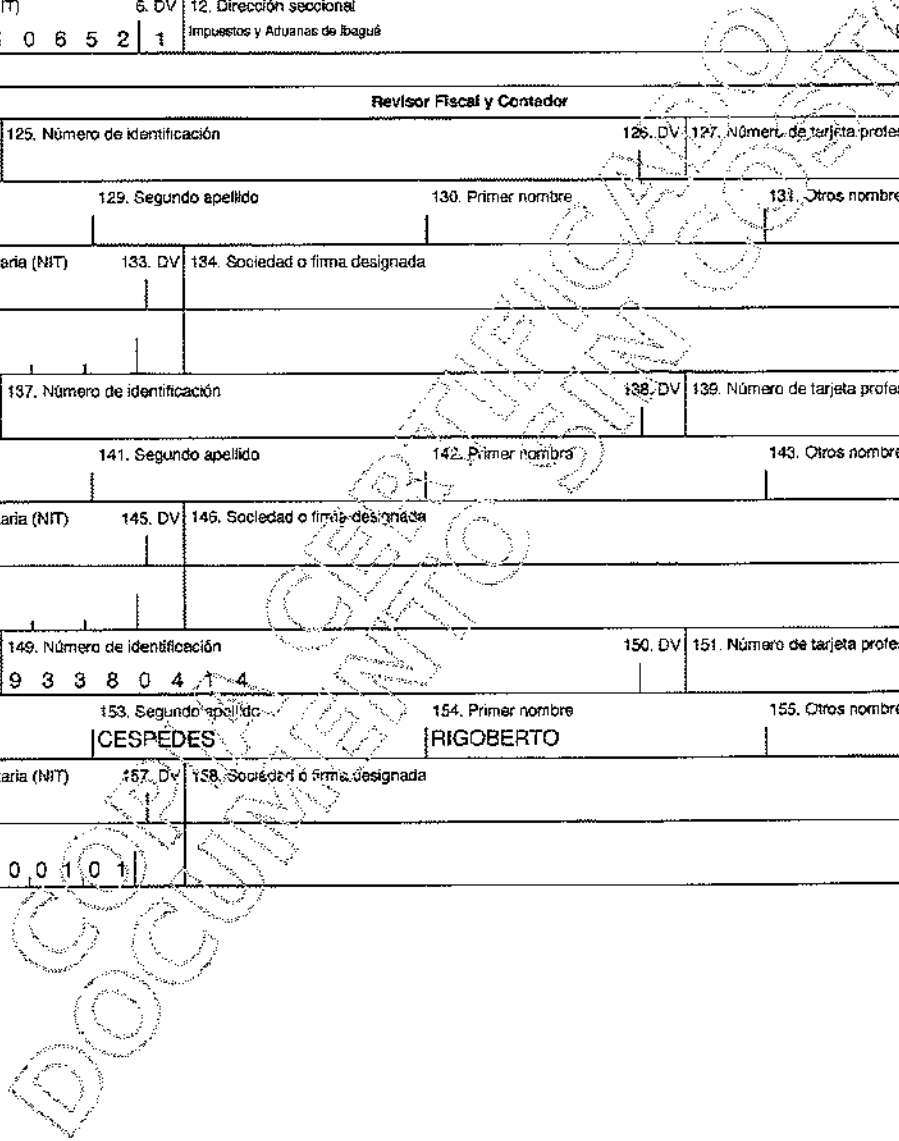 IT) 6. DV 12. Dirección seccional
0 6 5 2 1 Impuestos y Aduanas de Ibagué
Revisor Fiscal y Contador
125. Número de identificación 126. DV 127. Número de tarjeta profes
129. Segundo apellido 130. Primer nombre 131. Otros nombre
aria (NIT) 133. DV 134. Sociedad o firma designada
137. Número de identificación 138. DV 139. Número de tarjeta profes
141. Segundo apellido 142. Primer nombre 143. Otros nombre
aria (NIT) 145. DV 146. Sociedad o firma designada
149. Número de identificación 150. DV 151. Número de tarjeta profes
9 3 3 8 0 4 1 4
153. Segundo apellido 154. Primer nombre 155. Otros nombre
CESPEDES RIGOBERTO
taria (NIT) 157. DV 158. Sociedad o firma designada
0 0 1 0 1
COPIA CERTIFICADO
DOCUMENTO SIN COSTO